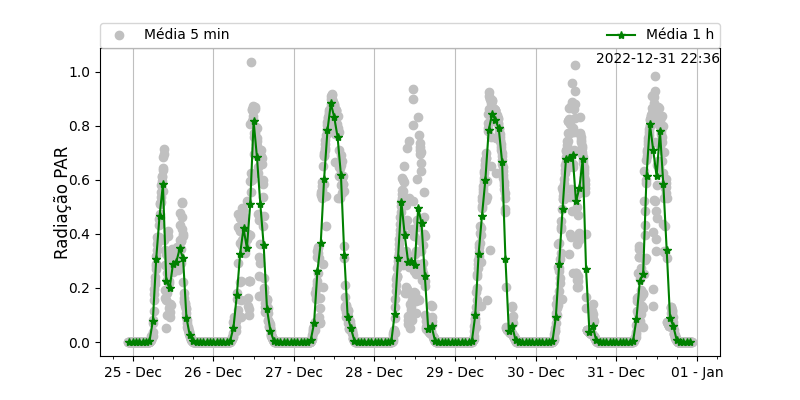 Média 5 min
Média 1 h
2022-12-31 22:36
Radiação PAR
1.0
0.8
0.6
0.4
0.2
0.0
25 - Dec
26 - Dec
27 - Dec
28 - Dec
29 - Dec
30 - Dec
31 - Dec
01 - Jan